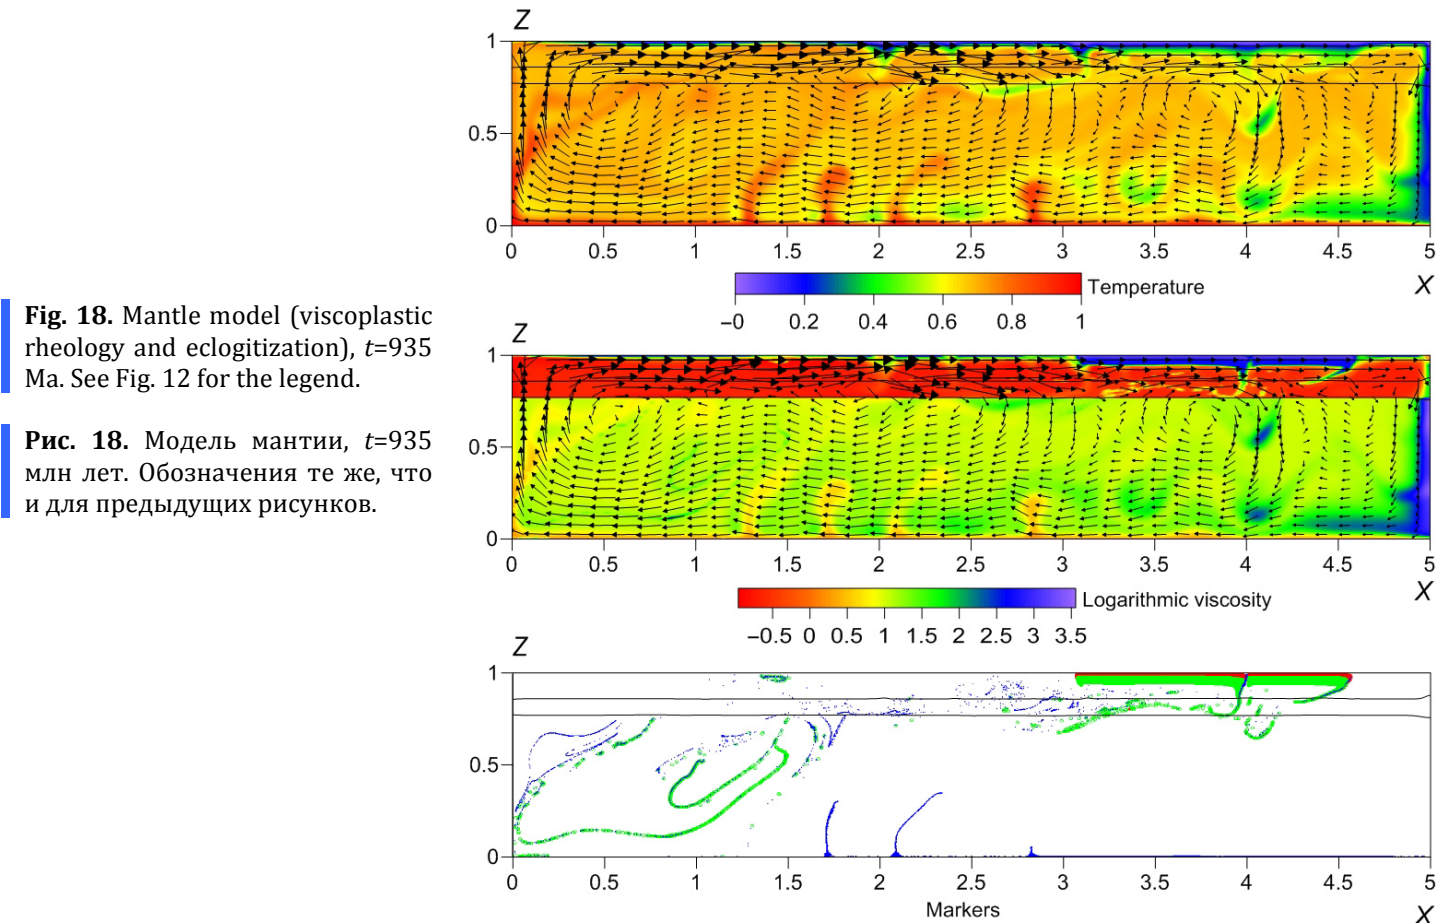 Fig. 18. Mantle model (viscoplastic
rheology and eclogitization), t=935
Ma. See Fig. 12 for the legend.
Рис. 18. Модель мантии, t=935
млн лет. Обозначения те же, что
и для предыдущих рисунков.
Z
1
0.5
0
0 0.5 1 1.5 2 2.5 3 3.5 4 4.5 5
X
Temperature
−0 0.2 0.4 0.6 0.8 1
Z
1
0.5
0
0 0.5 1 1.5 2 2.5 3 3.5 4 4.5 5
X
Logarithmic viscosity
−0.5 0 0.5 1 1.5 2 2.5 3 3.5
Z
1
0.5
0
0 0.5 1 1.5 2 2.5 3 3.5 4 4.5 5
Markers
X